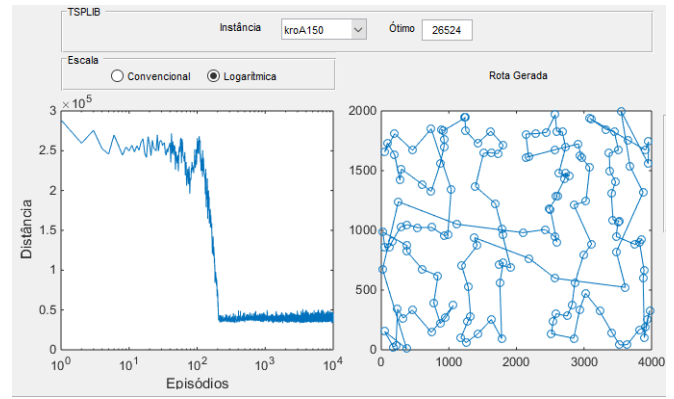 TSPLIB
Instância kroA150 Ótimo 26524
Escala
Convencional Logarítmica
Rota Gerada
× 10^5
3
2.5
2
1.5
1
0.5
0
Distância
10^0 10^1 10^2 10^3 10^4
Episódios
2000
1500
1000
500
0
0 1000 2000 3000 4000